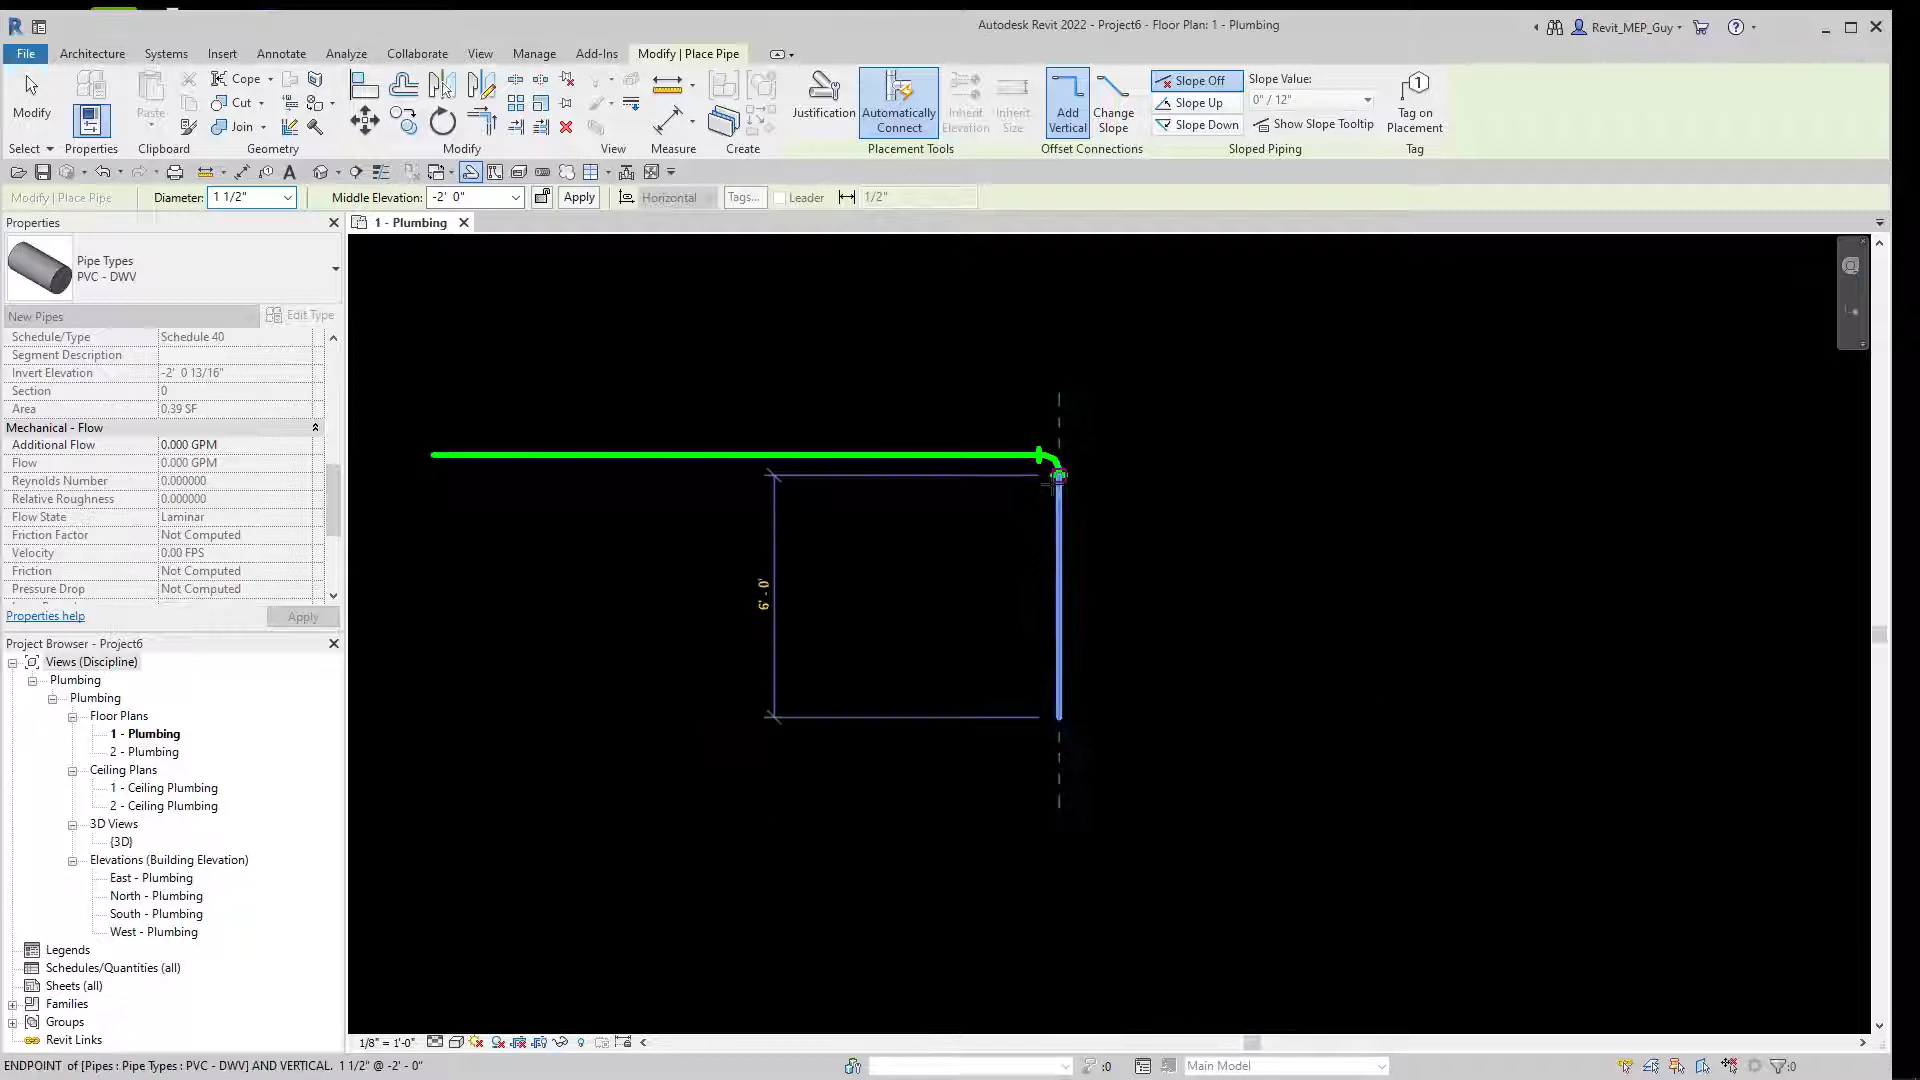 Autodesk Revit 2022 - Project6 - Floor Plan: 1 - Plumbing
Revit_MEP_Guy
File Architecture Systems Insert Annotate Analyze Collaborate View Manage Add-Ins Modify | Place Pipe
Modify
Select
Properties
Paste
Clipboard
Cope
Cut
Join
Geometry
Modify
View
Measure
Create
Justification
Automatically
Connect
Inherit
Elevation
Inherit
Size
Placement Tools
Add
Vertical
Change
Slope
Offset Connections
Slope Off
Slope Up
Slope Down
Slope Value:
0" / 12"
Show Slope Tooltip
Sloped Piping
1
Tag on
Placement
Tag
Modify | Place Pipe
Diameter: 1 1/2"
Middle Elevation: -2' 0"
Apply
Horizontal
Tags...
Leader
1/2"
Properties
1 - Plumbing
Pipe Types
PVC - DWV
New Pipes
Edit Type
Schedule/Type Schedule 40
Segment Description
Invert Elevation -2' 0 13/16"
Section 0
Area 0.39 SF
Mechanical - Flow
Additional Flow 0.000 GPM
Flow 0.000 GPM
Reynolds Number 0.000000
Relative Roughness 0.000000
Flow State Laminar
Friction Factor Not Computed
Velocity 0.00 FPS
Friction Not Computed
Pressure Drop Not Computed
Properties help
Apply
6' - 0"
Project Browser - Project6
Views (Discipline)
Plumbing
Plumbing
Floor Plans
1 - Plumbing
2 - Plumbing
Ceiling Plans
1 - Ceiling Plumbing
2 - Ceiling Plumbing
3D Views
{3D}
Elevations (Building Elevation)
East - Plumbing
North - Plumbing
South - Plumbing
West - Plumbing
Legends
Schedules/Quantities (all)
Sheets (all)
Families
Groups
Revit Links
1/8" = 1'-0"
ENDPOINT of [Pipes : Pipe Types : PVC - DWV] AND VERTICAL. 1 1/2" @ -2' - 0"
:0
Main Model
:0